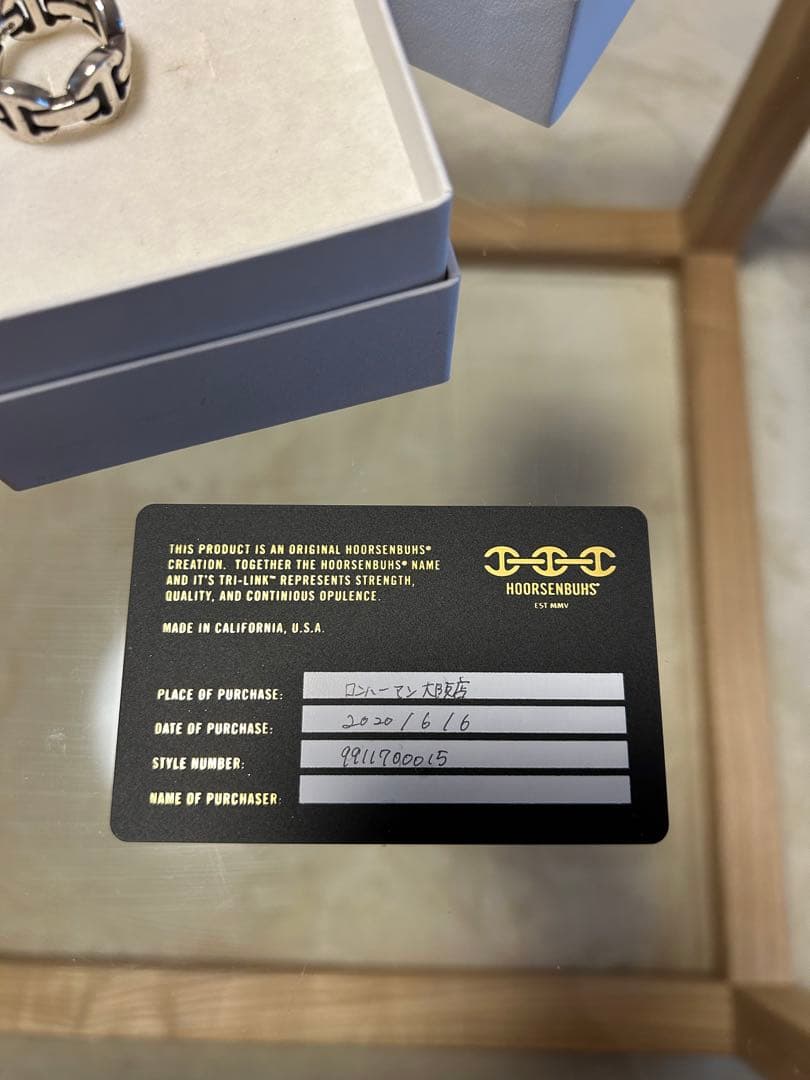 THIS PRODUCT IS AN ORIGINAL HOORSENBUHS®
CREATION. TOGETHER THE HOORSENBUHS® NAME
AND IT'S TRI-LINK™ REPRESENTS STRENGTH,
QUALITY, AND CONTINIOUS OPULENCE.
MADE IN CALIFORNIA, U.S.A.
HOORSENBUHS®
EST MMV
PLACE OF PURCHASE: ロンハーマン大阪店
DATE OF PURCHASE: 2020/6/6
STYLE NUMBER: 9911700015
NAME OF PURCHASER: